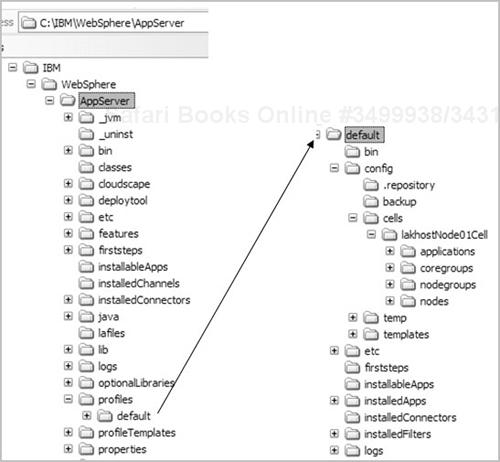 ess C:\IBM\WebSphere\AppServer
s
IBM
WebSphere
AppServer
_jvm
_uninst
bin
classes
cloudscape
deploytool
etc
features
firststeps
installableApps
installedChannels
installedConnectors
java
lafiles
lib
logs
optionalLibraries
profiles
default
profileTemplates
properties
Safari Books Online #3499938/3431
default
bin
config
.repository
backup
cells
lakhostNode01Cell
applications
coregroups
nodegroups
nodes
temp
templates
etc
firststeps
installableApps
installedApps
installedConnectors
installedFilters
logs